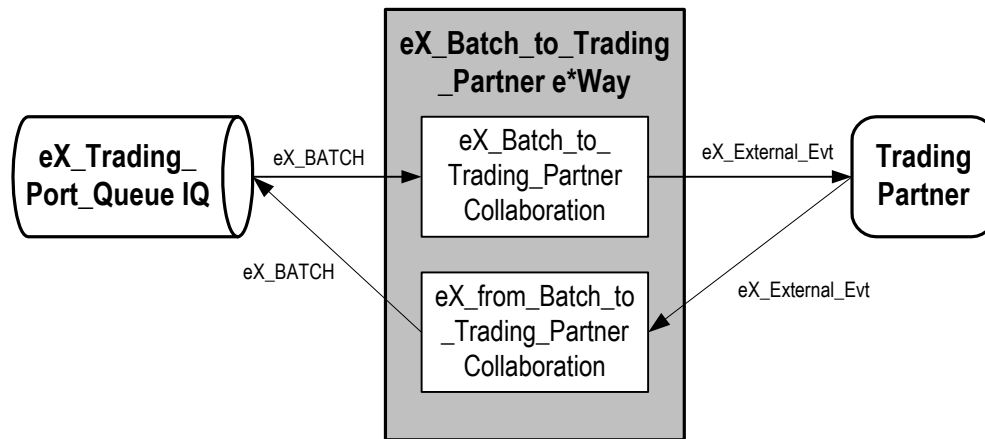 eX_Batch_to_Trading
_Partner e*Way
eX_Trading_
Port_Queue IQ
eX_BATCH
eX_Batch_to_
Trading_Partner
Collaboration
eX_External_Evt
Trading
Partner
eX_BATCH
eX_from_Batch_to
_Trading_Partner
Collaboration
eX_External_Evt